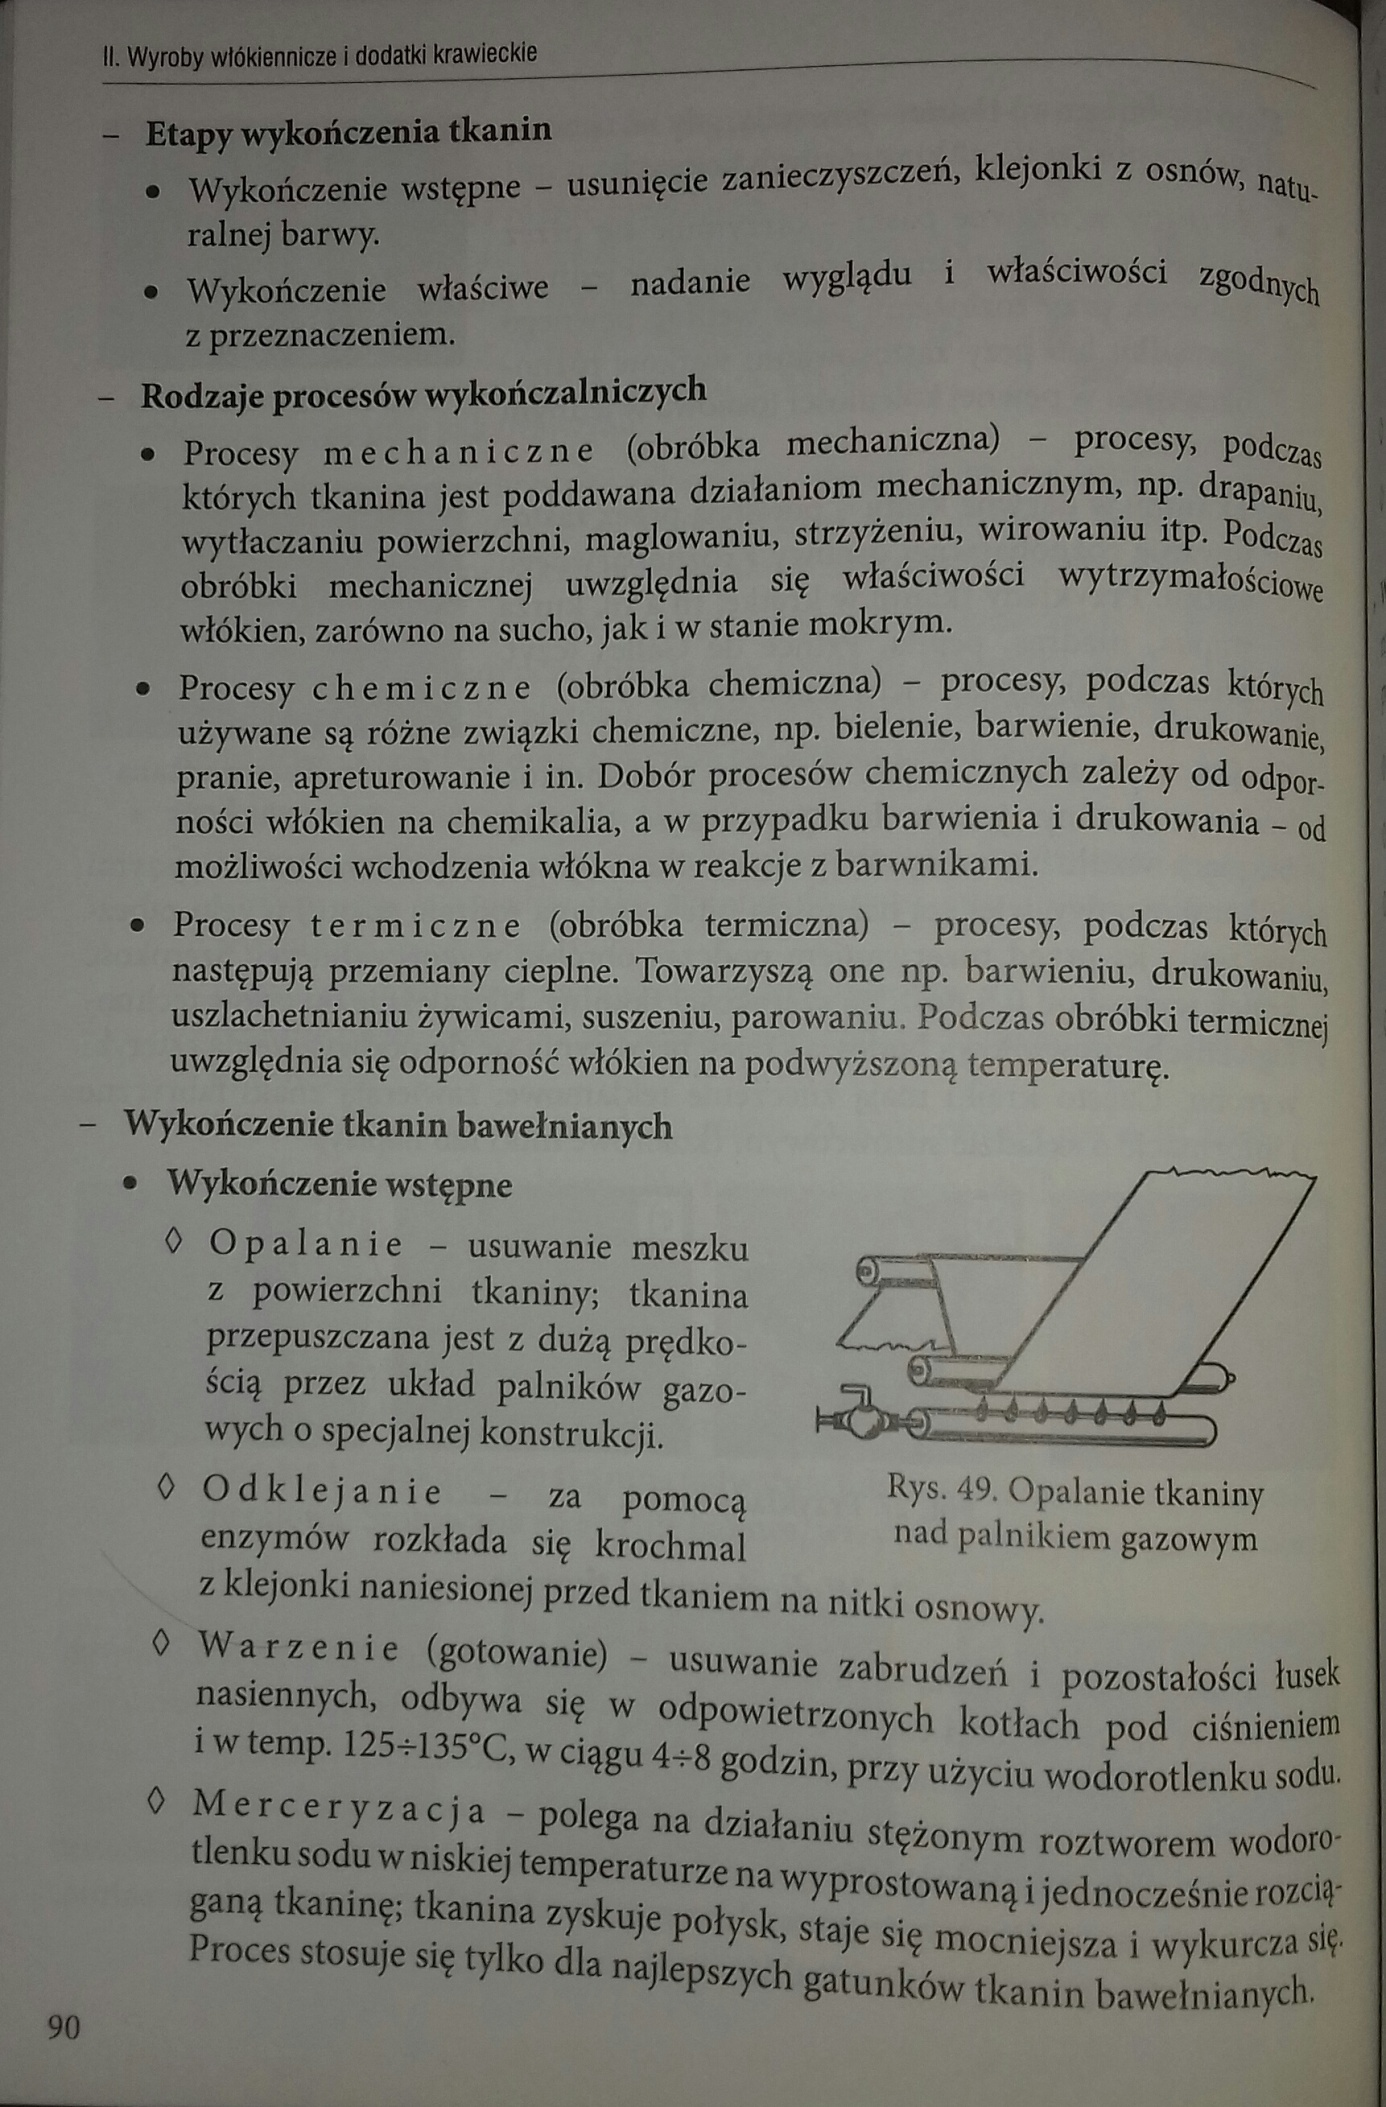 II. Wyroby włókiennicze i dodatki krawieckie
– Etapy wykończenia tkanin
• Wykończenie wstępne – usunięcie zanieczyszczeń, klejonki z osnów, natu-
ralnej barwy.
• Wykończenie właściwe – nadanie wyglądu i właściwości zgodnych
z przeznaczeniem.
– Rodzaje procesów wykończalniczych
• Procesy mechaniczne (obróbka mechaniczna) – procesy, podczas
których tkanina jest poddawana działaniom mechanicznym, np. drapaniu,
wytłaczaniu powierzchni, maglowaniu, strzyżeniu, wirowaniu itp. Podczas
obróbki mechanicznej uwzględnia się właściwości wytrzymałościowe
włókien, zarówno na sucho, jak i w stanie mokrym.
• Procesy chemiczne (obróbka chemiczna) – procesy, podczas których
używane są różne związki chemiczne, np. bielenie, barwienie, drukowanie,
pranie, apreturowanie i in. Dobór procesów chemicznych zależy od odpor-
ności włókien na chemikalia, a w przypadku barwienia i drukowania – od
możliwości wchodzenia włókna w reakcje z barwnikami.
• Procesy termiczne (obróbka termiczna) – procesy, podczas których
następują przemiany cieplne. Towarzyszą one np. barwieniu, drukowaniu,
uszlachetnianiu żywicami, suszeniu, parowaniu. Podczas obróbki termicznej
uwzględnia się odporność włókien na podwyższoną temperaturę.
– Wykończenie tkanin bawełnianych
• Wykończenie wstępne
◊ Opalanie – usuwanie meszku
z powierzchni tkaniny; tkanina
przepuszczana jest z dużą prędko-
ścią przez układ palników gazo-
wych o specjalnej konstrukcji.
Rys. 49. Opalanie tkaniny
nad palnikiem gazowym
◊ Odklejanie – za pomocą
enzymów rozkłada się krochmal
z klejonki naniesionej przed tkaniem na nitki osnowy.
◊ Warzenie (gotowanie) – usuwanie zabrudzeń i pozostałości łusek
nasiennych, odbywa się w odpowietrzonych kotłach pod ciśnieniem
i w temp. 125÷135°C, w ciągu 4÷8 godzin, przy użyciu wodorotlenku sodu.
◊ Merceryzacja – polega na działaniu stężonym roztworem wodoro-
tlenku sodu w niskiej temperaturze na wyprostowaną i jednocześnie rozcią-
ganą tkaninę; tkanina zyskuje połysk, staje się mocniejsza i wykurcza się.
Proces stosuje się tylko dla najlepszych gatunków tkanin bawełnianych.
90